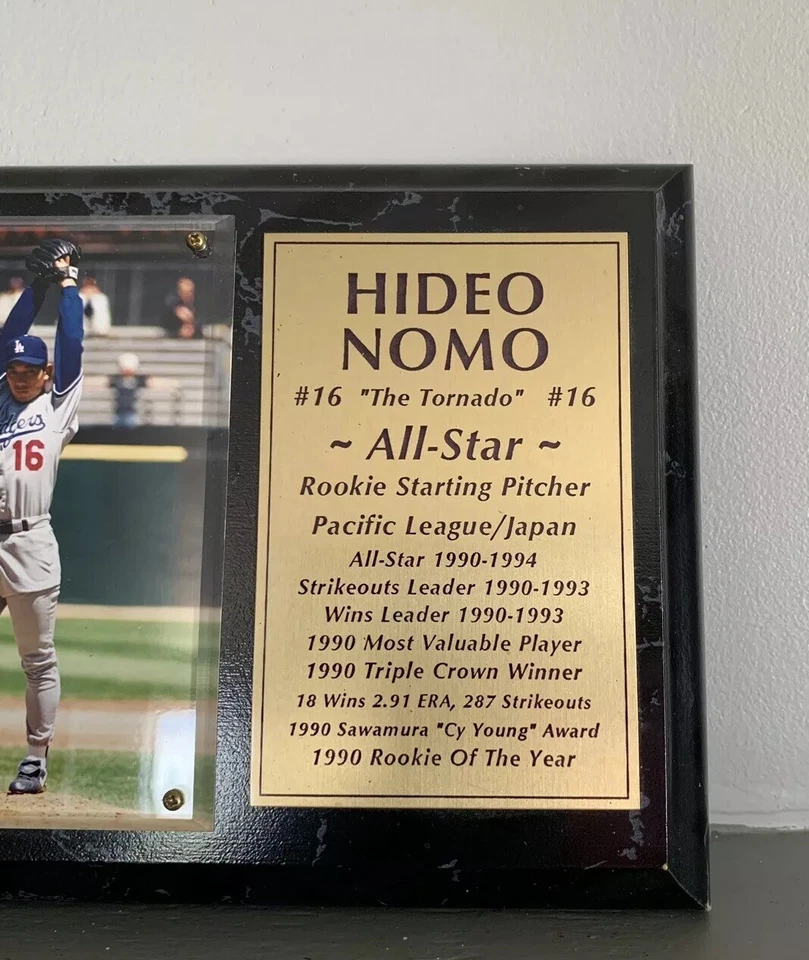 HIDEO
NOMO
#16 "The Tornado" #16
~ All-Star ~
Rookie Starting Pitcher
Pacific League/Japan
All-Star 1990-1994
Strikeouts Leader 1990-1993
Wins Leader 1990-1993
1990 Most Valuable Player
1990 Triple Crown Winner
18 Wins 2.91 ERA, 287 Strikeouts
1990 Sawamura "Cy Young" Award
1990 Rookie Of The Year
LA
16